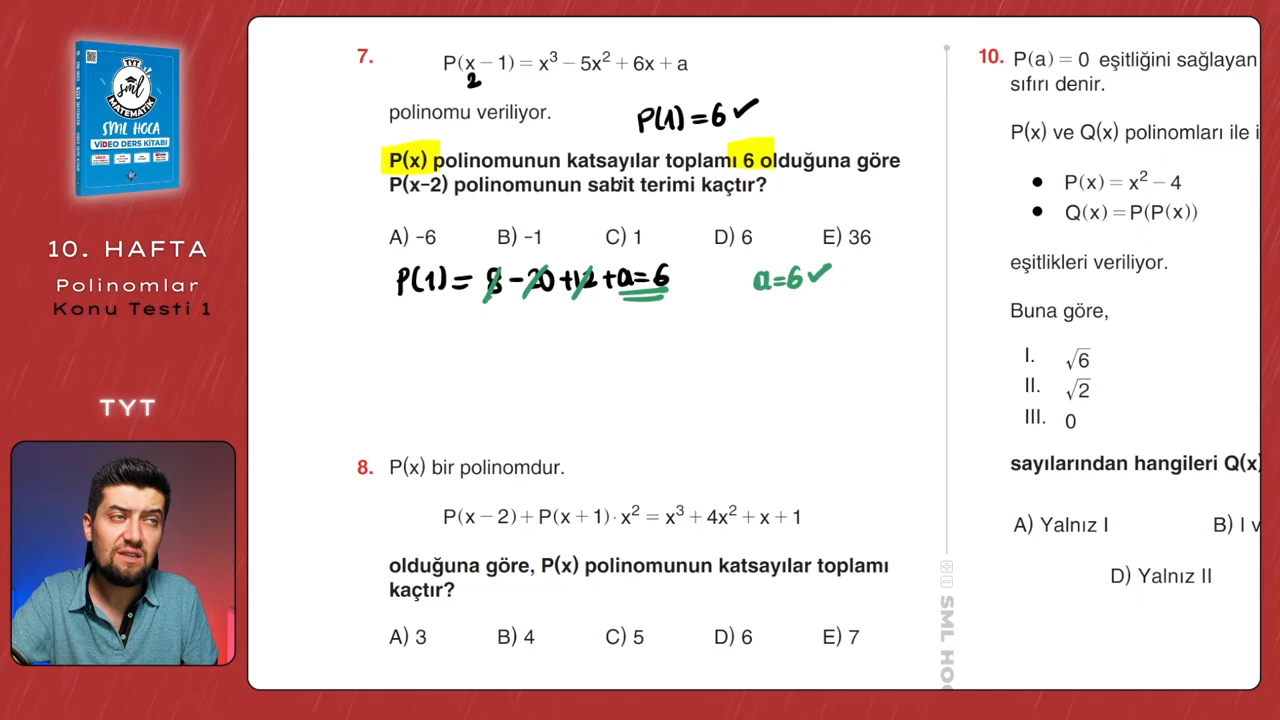 TYT
sml
MATEMATİK
SML HOCA
VİDEO DERS KİTABI
10. HAFTA
Polinomlar
Konu Testi 1
TYT
7. P(x − 1) = x³ − 5x² + 6x + a
2
polinomu veriliyor.
P(1) = 6 ✓
P(x) polinomunun katsayılar toplamı 6 olduğuna göre
P(x−2) polinomunun sabit terimi kaçtır?
A) −6 B) −1 C) 1 D) 6 E) 36
P(1) = 8 − 20 + 12 + a = 6 a=6 ✓
8. P(x) bir polinomdur.
P(x − 2) + P(x + 1) · x² = x³ + 4x² + x + 1
olduğuna göre, P(x) polinomunun katsayılar toplamı
kaçtır?
A) 3 B) 4 C) 5 D) 6 E) 7
SML HO
10. P(a) = 0 eşitliğini sağlayan
sıfırı denir.
P(x) ve Q(x) polinomları ile i
● P(x) = x² − 4
● Q(x) = P(P(x))
eşitlikleri veriliyor.
Buna göre,
I. √6
II. √2
III. 0
sayılarından hangileri Q(x)
A) Yalnız I B) I v
D) Yalnız II